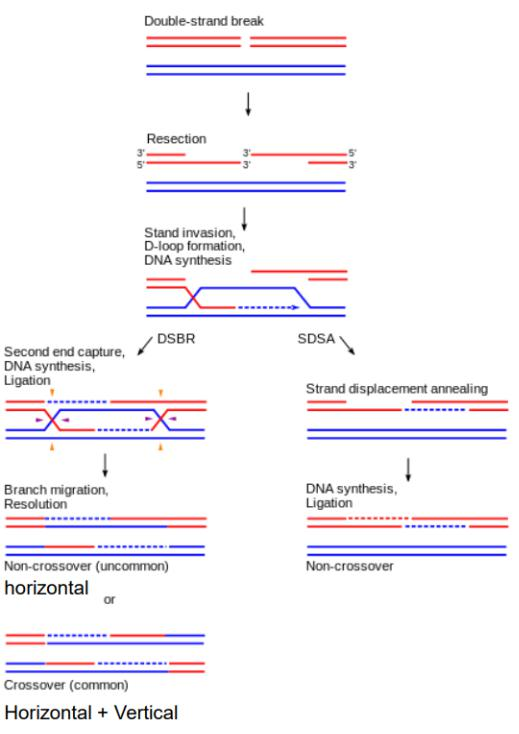 Double-strand break
Resection
3' 3' 5'
5' 3' 3'
Stand invasion,
D-loop formation,
DNA synthesis
DSBR
SDSA
Second end capture,
DNA synthesis,
Ligation
Strand displacement annealing
Branch migration,
Resolution
DNA synthesis,
Ligation
Non-crossover (uncommon)
Non-crossover
horizontal
or
Crossover (common)
Horizontal + Vertical